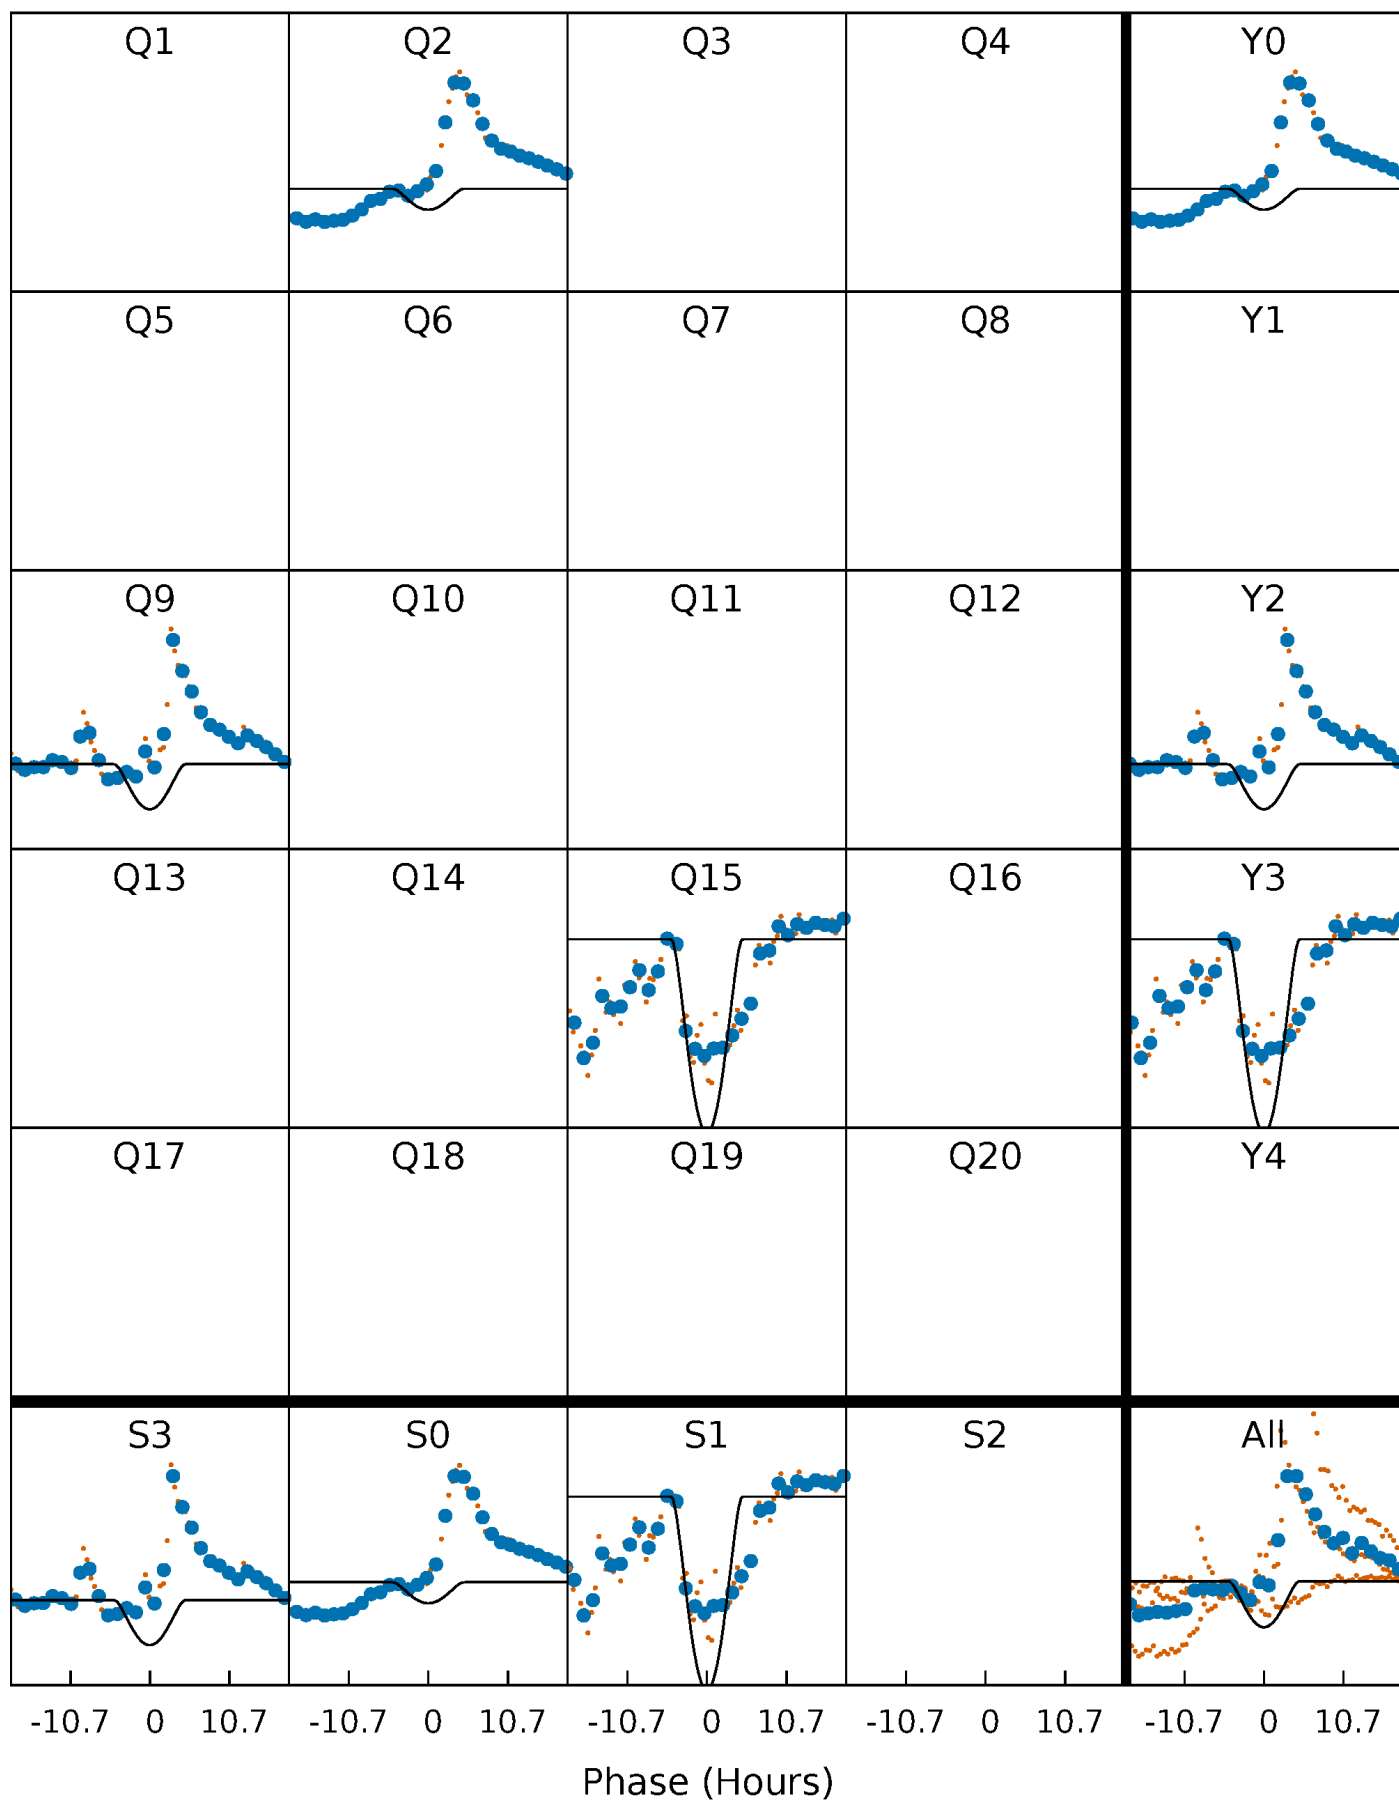 Q1 Q2 Q3 Q4 Y0
Q5 Q6 Q7 Q8 Y1
Q9 Q10 Q11 Q12 Y2
Q13 Q14 Q15 Q16 Y3
Q17 Q18 Q19 Q20 Y4
S3 S0 S1 S2 All
-10.7 0 10.7 -10.7 0 10.7 -10.7 0 10.7 -10.7 0 10.7 -10.7 0 10.7
Phase (Hours)